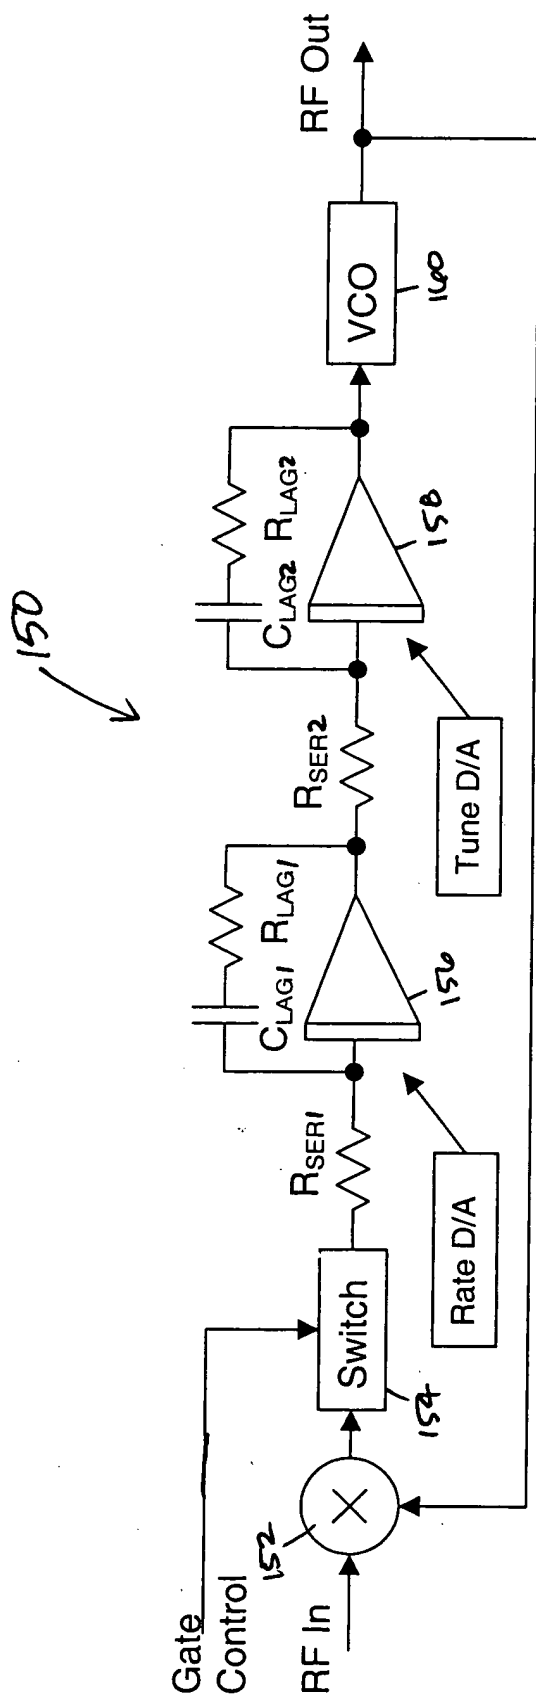 150
Gate
Control
RF In
152
Switch
154
RSER1
CLAG1
RLAG1
156
Rate D/A
RSER2
CLAG2
RLAG2
158
Tune D/A
VCO
160
RF Out